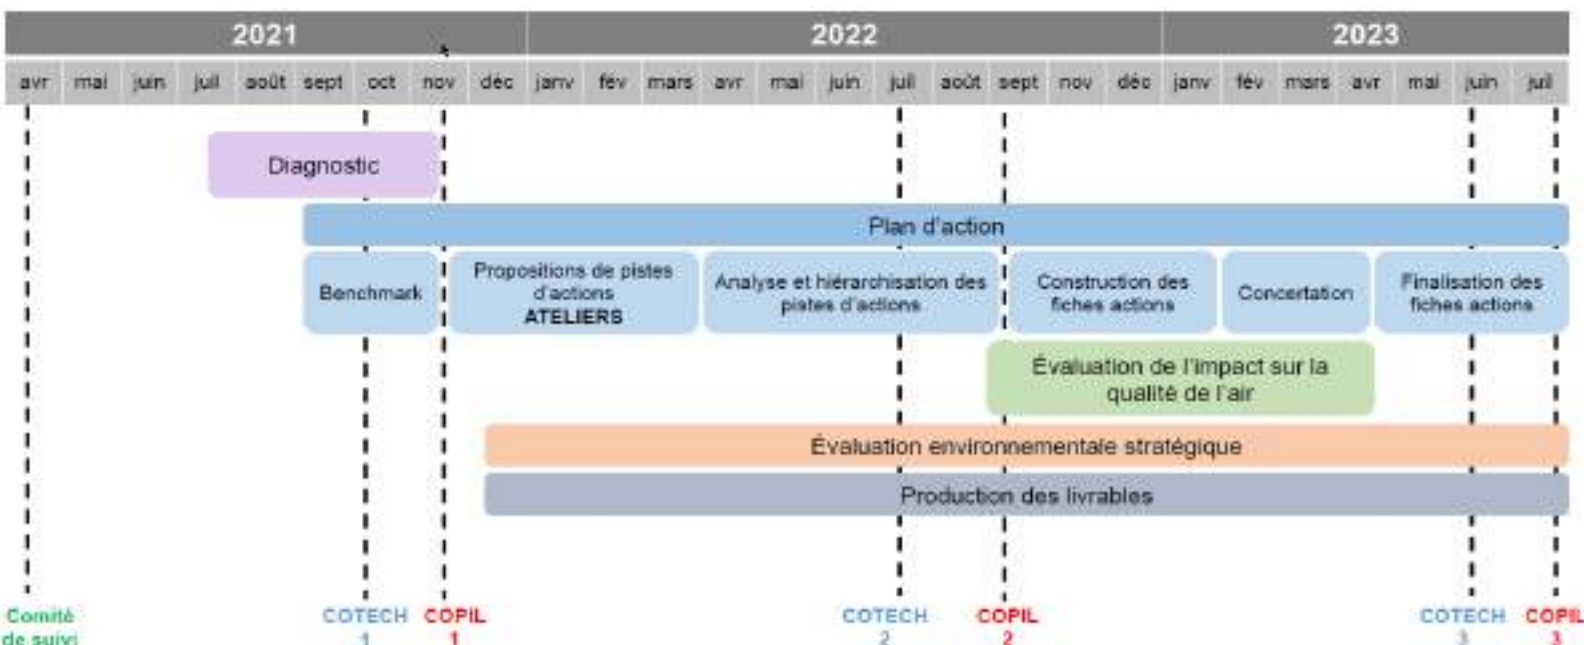 2021 2022 2023
avr mai juin juil août sept oct nov déc janv fév mars avr mai juin juil août sept nov déc janv fév mars avr mai juin juil
Diagnostic
Plan d'action
Benchmark
Propositions de pistes
d'actions
ATELIERS
Analyse et hiérarchisation des
pistes d'actions
Construction des
fiches actions
Concertation
Finalisation des
fiches actions
Évaluation de l'impact sur la
qualité de l'air
Évaluation environnementale stratégique
Production des livrables
Comité
de suivi
COTECH
1
COPIL
1
COTECH
2
COPIL
2
COTECH
3
COPIL
3